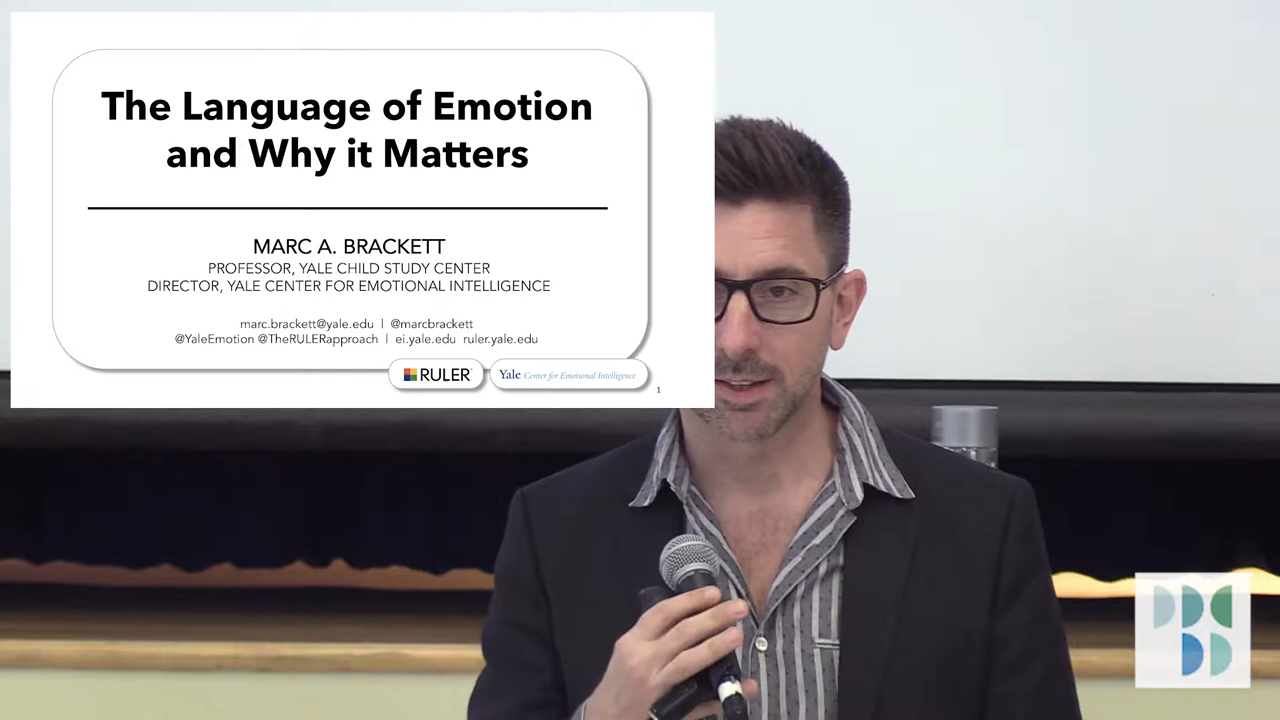 The Language of Emotion
and Why it Matters
MARC A. BRACKETT
PROFESSOR, YALE CHILD STUDY CENTER
DIRECTOR, YALE CENTER FOR EMOTIONAL INTELLIGENCE
marc.brackett@yale.edu | @marcbrackett
@YaleEmotion @TheRULERapproach | ei.yale.edu ruler.yale.edu
RULER
Yale Center for Emotional Intelligence
1